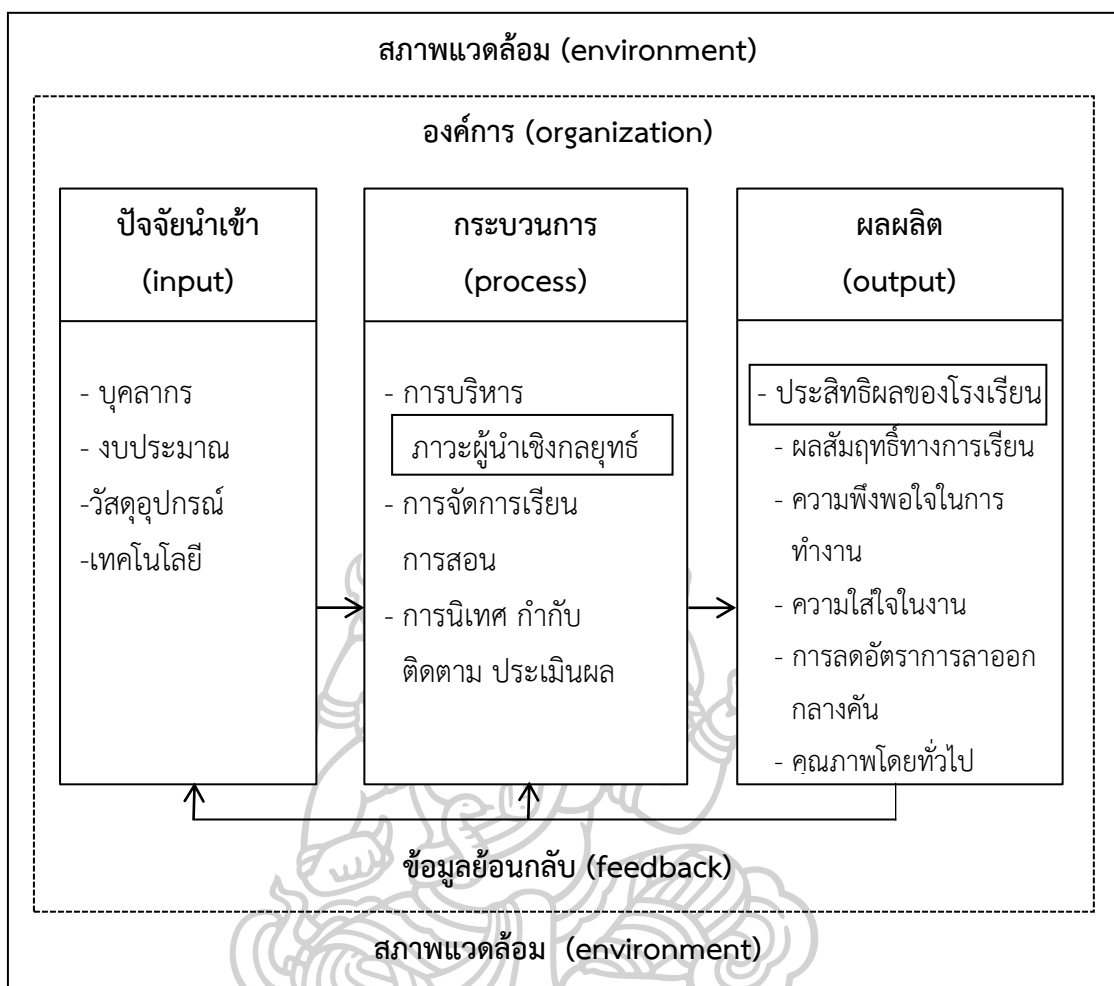 สภาพแวดล้อม (environment)
องค์การ (organization)
ปัจจัยนำเข้า
(input)
- บุคลากร
- งบประมาณ
-วัสดุอุปกรณ์
-เทคโนโลยี
กระบวนการ
(process)
- การบริหาร
ภาวะผู้นำเชิงกลยุทธ์
- การจัดการเรียน
การสอน
- การนิเทศ กำกับ
ติดตาม ประเมินผล
ผลผลิต
(output)
- ประสิทธิผลของโรงเรียน
- ผลสัมฤทธิ์ทางการเรียน
- ความพึงพอใจในการ
ทำงาน
- ความใส่ใจในงาน
- การลดอัตราการลาออก
กลางคัน
- คุณภาพโดยทั่วไป
ข้อมูลย้อนกลับ (feedback)
สภาพแวดล้อม (environment)